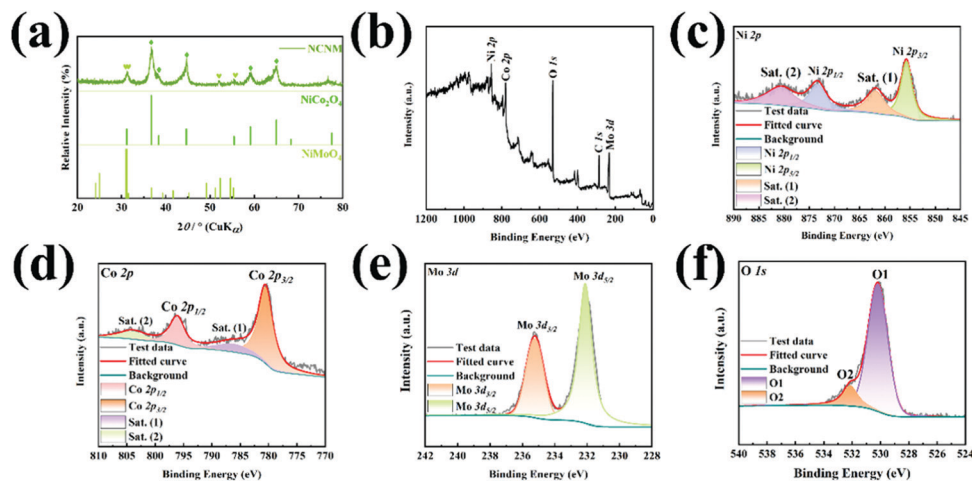 (a)
NCNM
NiCo₂O₄
NiMoO₄
Relative Intensity (%)
20 30 40 50 60 70 80
2θ / ° (CuKα)
(b)
Ni 2p
Co 2p
O 1s
C 1s
Mo 3d
Intensity (a.u.)
1200 1000 800 600 400 200 0
Binding Energy (eV)
(c)
Ni 2p
Ni 2p3/2
Sat. (2)
Ni 2p1/2
Sat. (1)
Test data
Fitted curve
Background
Ni 2p1/2
Ni 2p3/2
Sat. (1)
Sat. (2)
Intensity (a.u.)
890 885 880 875 870 865 860 855 850 845
Binding Energy (eV)
(d)
Co 2p
Co 2p3/2
Co 2p1/2
Sat. (2)
Sat. (1)
Test data
Fitted curve
Background
Co 2p1/2
Co 2p3/2
Sat. (1)
Sat. (2)
Intensity (a.u.)
810 805 800 795 790 785 780 775 770
Binding Energy (eV)
(e)
Mo 3d
Mo 3d5/2
Mo 3d3/2
Test data
Fitted curve
Background
Mo 3d3/2
Mo 3d5/2
Intensity (a.u.)
242 240 238 236 234 232 230 228
Binding Energy (eV)
(f)
O 1s
O1
O2
Test data
Fitted curve
Background
O1
O2
Intensity (a.u.)
540 538 536 534 532 530 528 526 524
Binding Energy (eV)